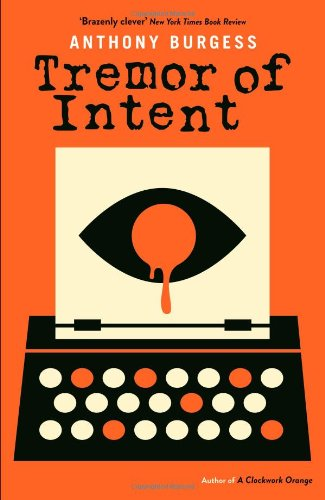 ‘Brazenly clever’ New York Times Book Review
ANTHONY BURGESS
Tremor of
Intent
Author of A Clockwork Orange